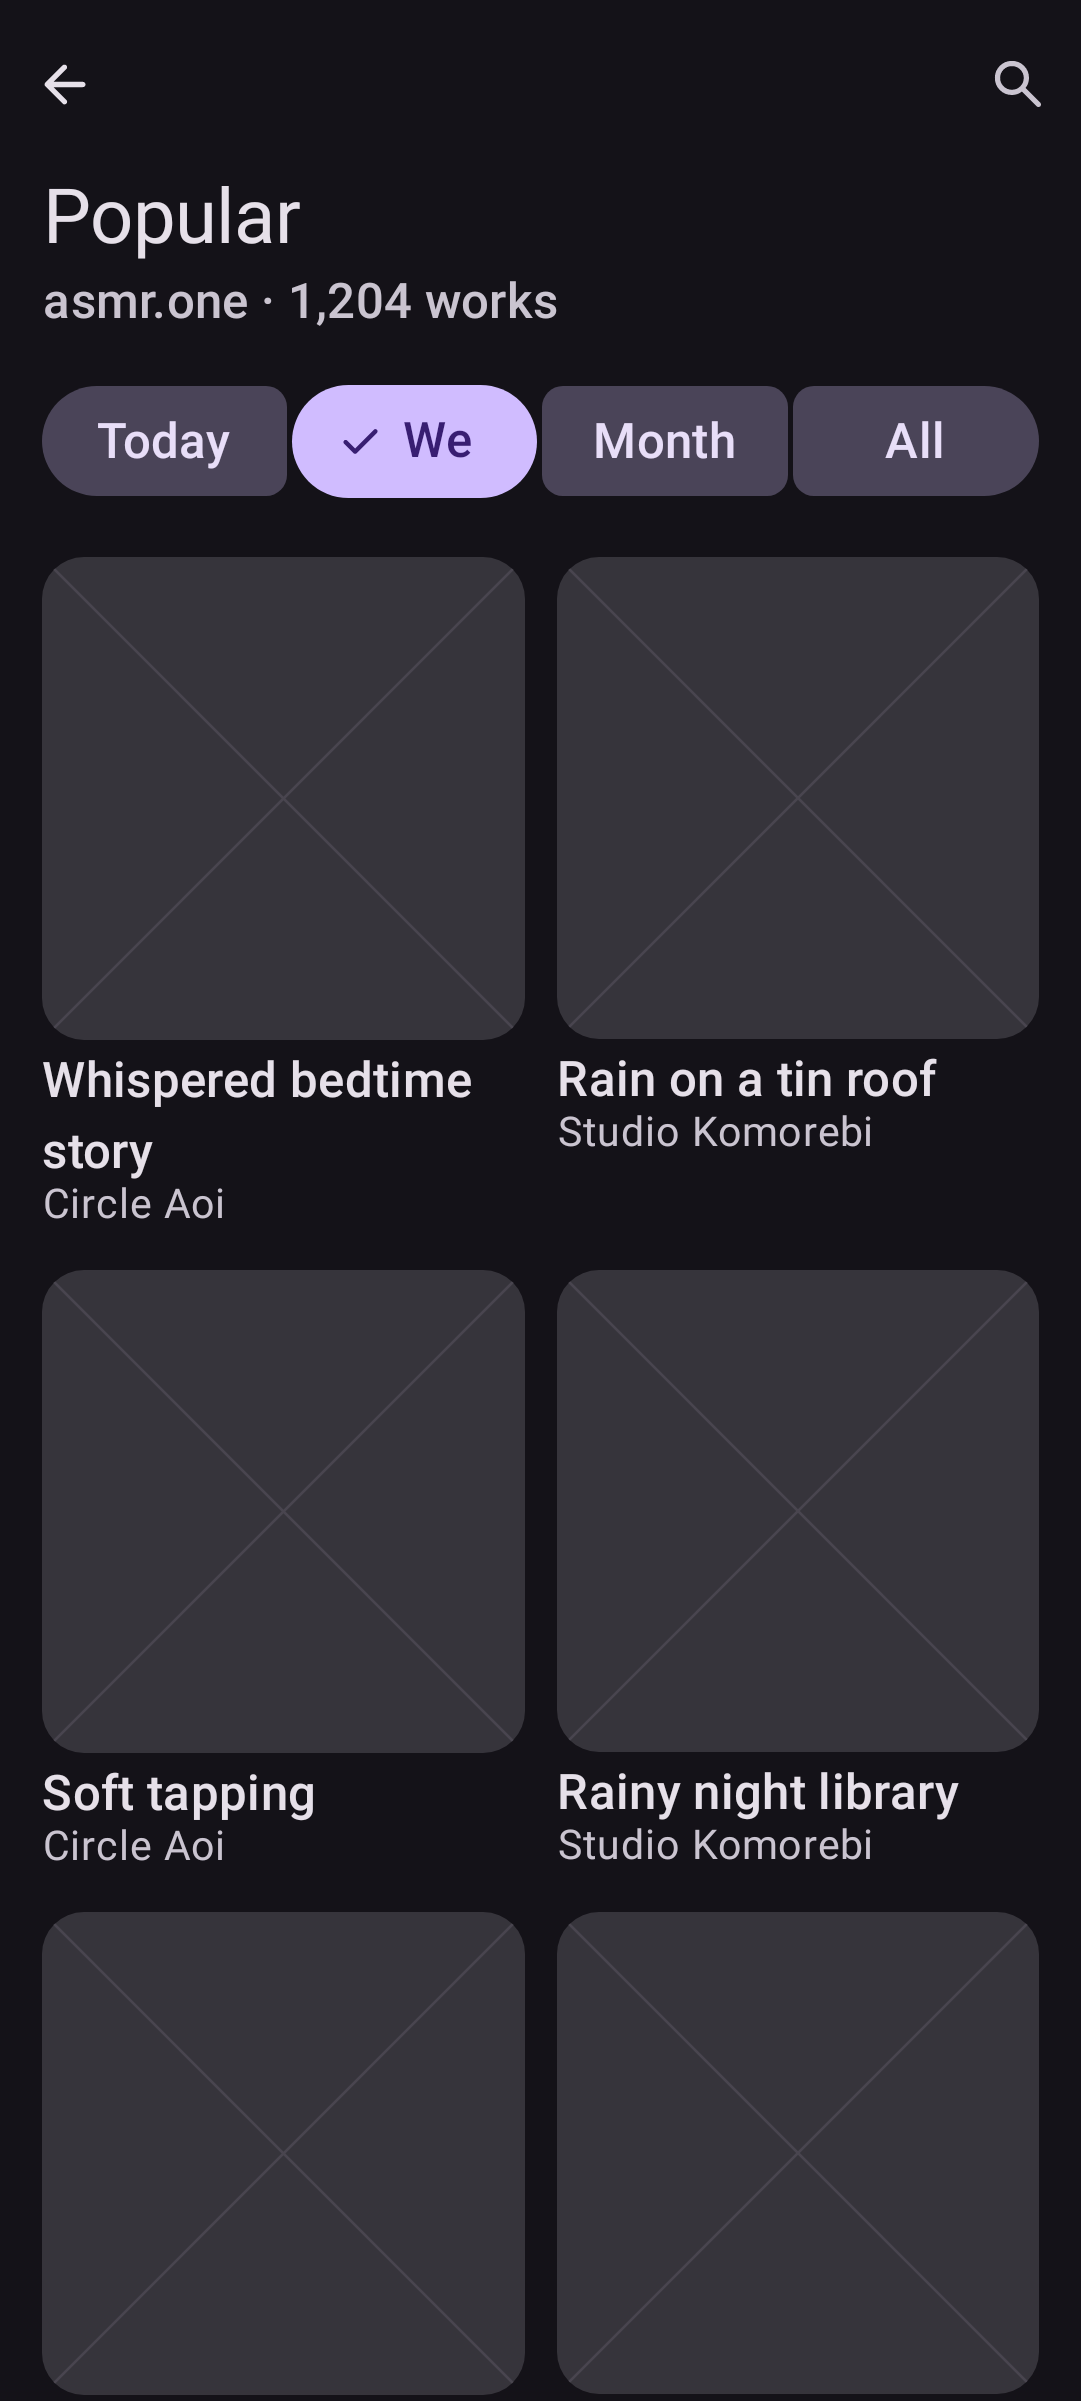 Popular
asmr.one · 1,204 works
Today
We
Month
All
Whispered bedtime
story
Circle Aoi
Rain on a tin roof
Studio Komorebi
Soft tapping
Circle Aoi
Rainy night library
Studio Komorebi